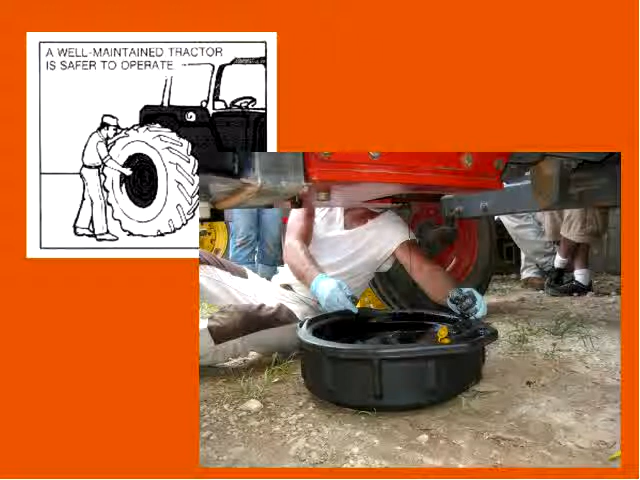 A WELL-MAINTAINED TRACTOR
IS SAFER TO OPERATE